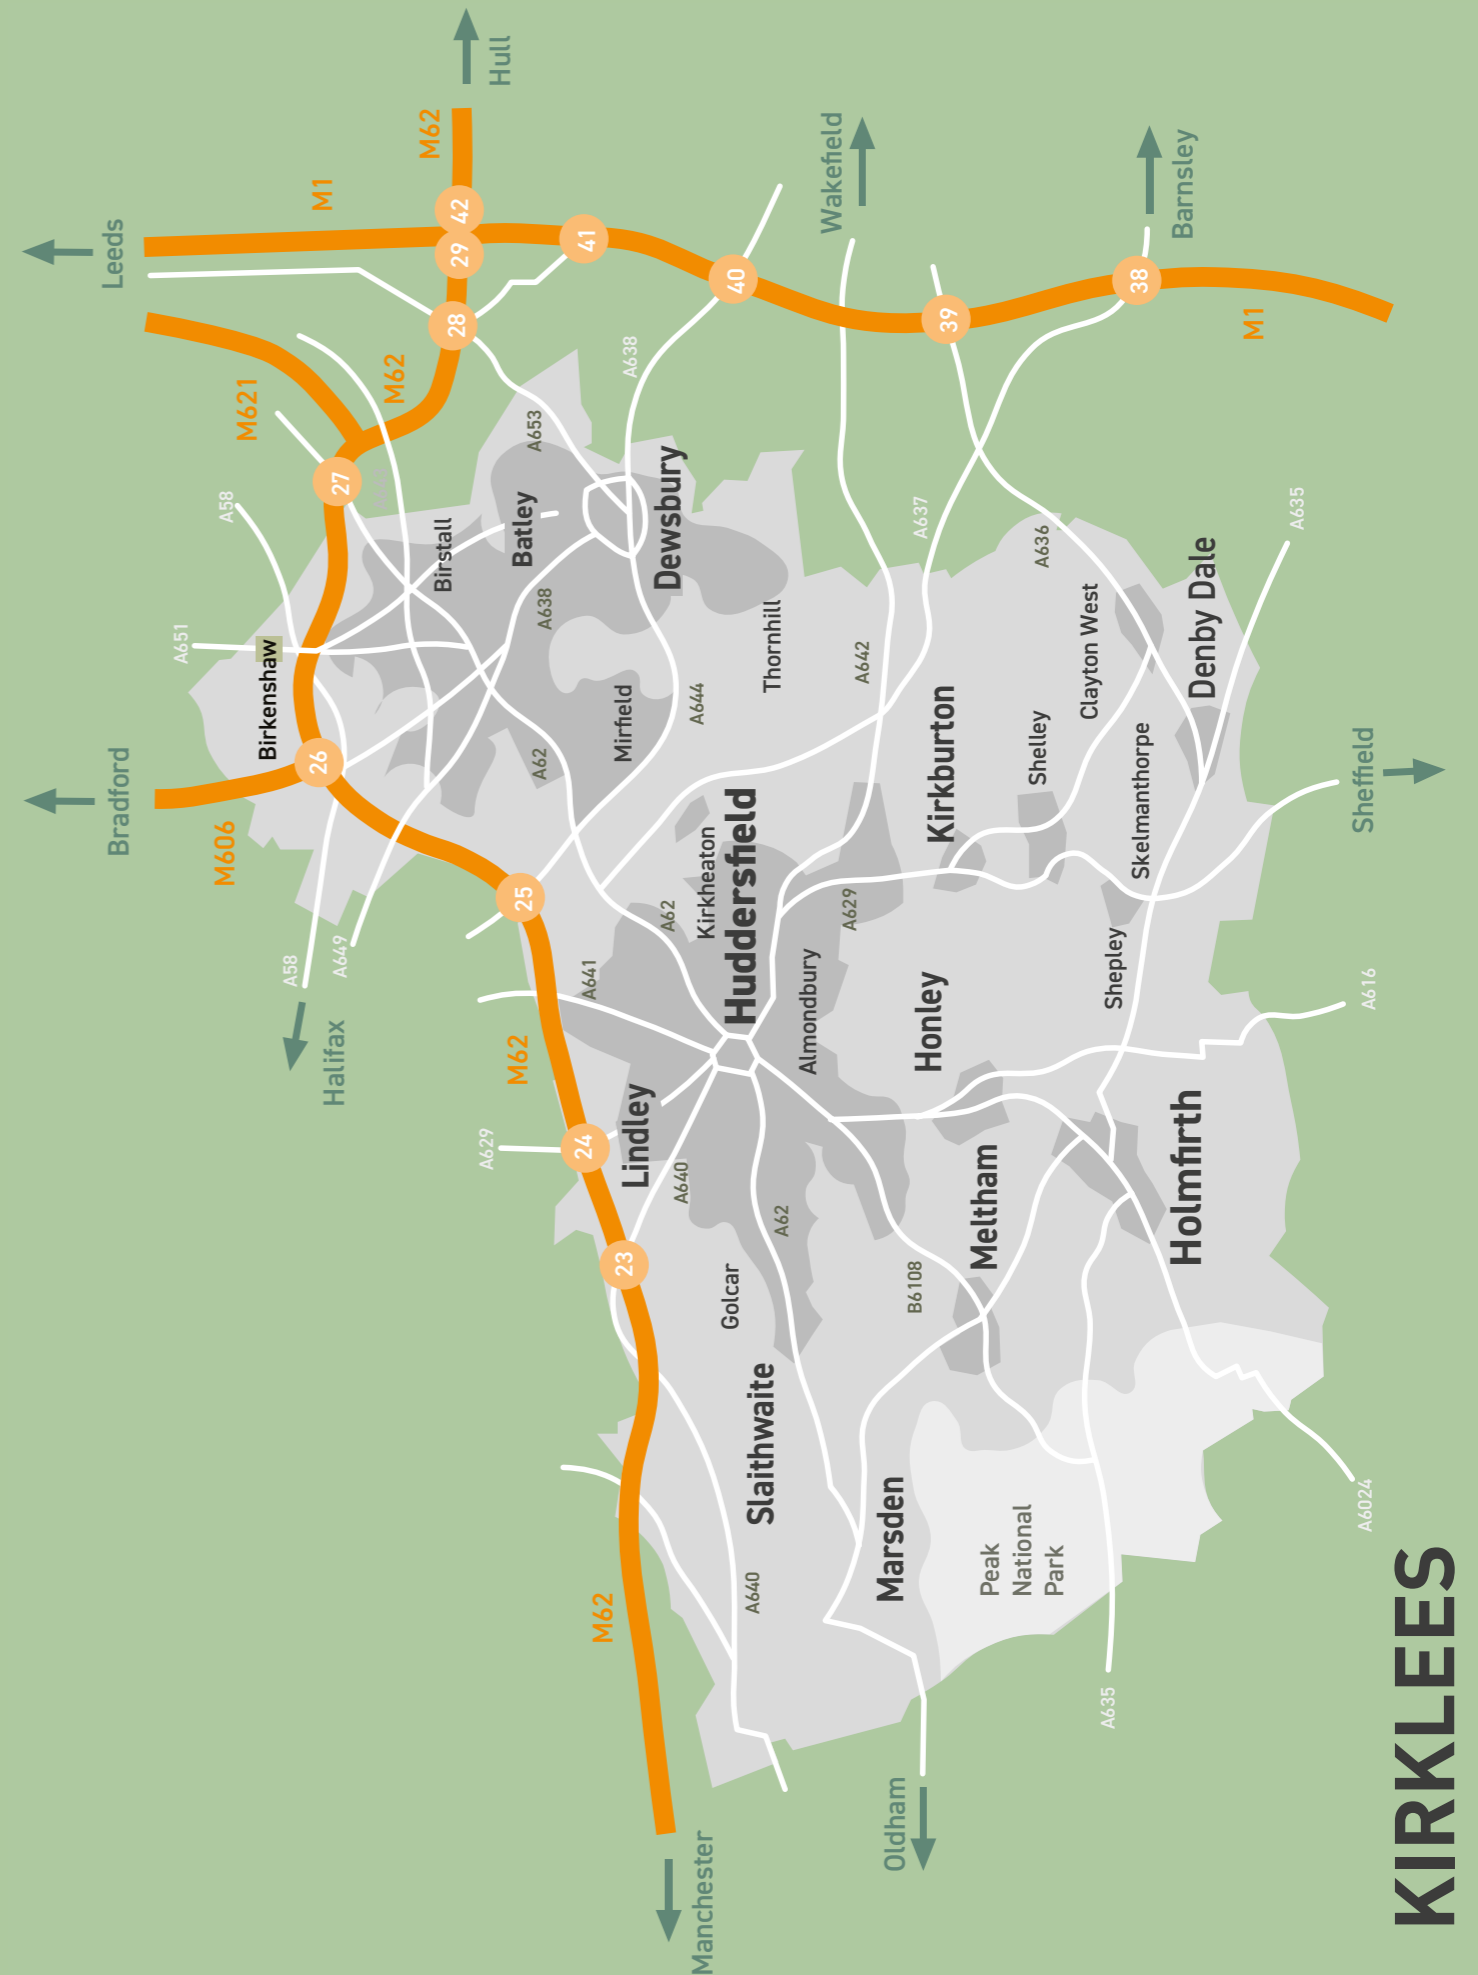 Bradford
Leeds
A651
M606
A58
M621
Birkenshaw
A58
A649
Halifax
M1
26
27
M62
M62
Birstall
28
29
42
A629
Hull
M62
25
Batley
A653
A62
A638
24
A641
41
M62
23
Mirfield
A638
Lindley
A62
Dewsbury
A640
A644
Manchester
Kirkheaton
Golcar
40
Huddersfield
A640
Slaithwaite
Thornhill
A62
Almondbury
Wakefield
A629
A642
Marsden
Oldham
B6108
A637
Honley
Kirkburton
39
Meltham
Peak
National
Park
Shelley
A636
Clayton West
A635
Shepley
38
Skelmanthorpe
Barnsley
Holmfirth
Denby Dale
M1
A635
A6024
Sheffield
A616
KIRKLEES